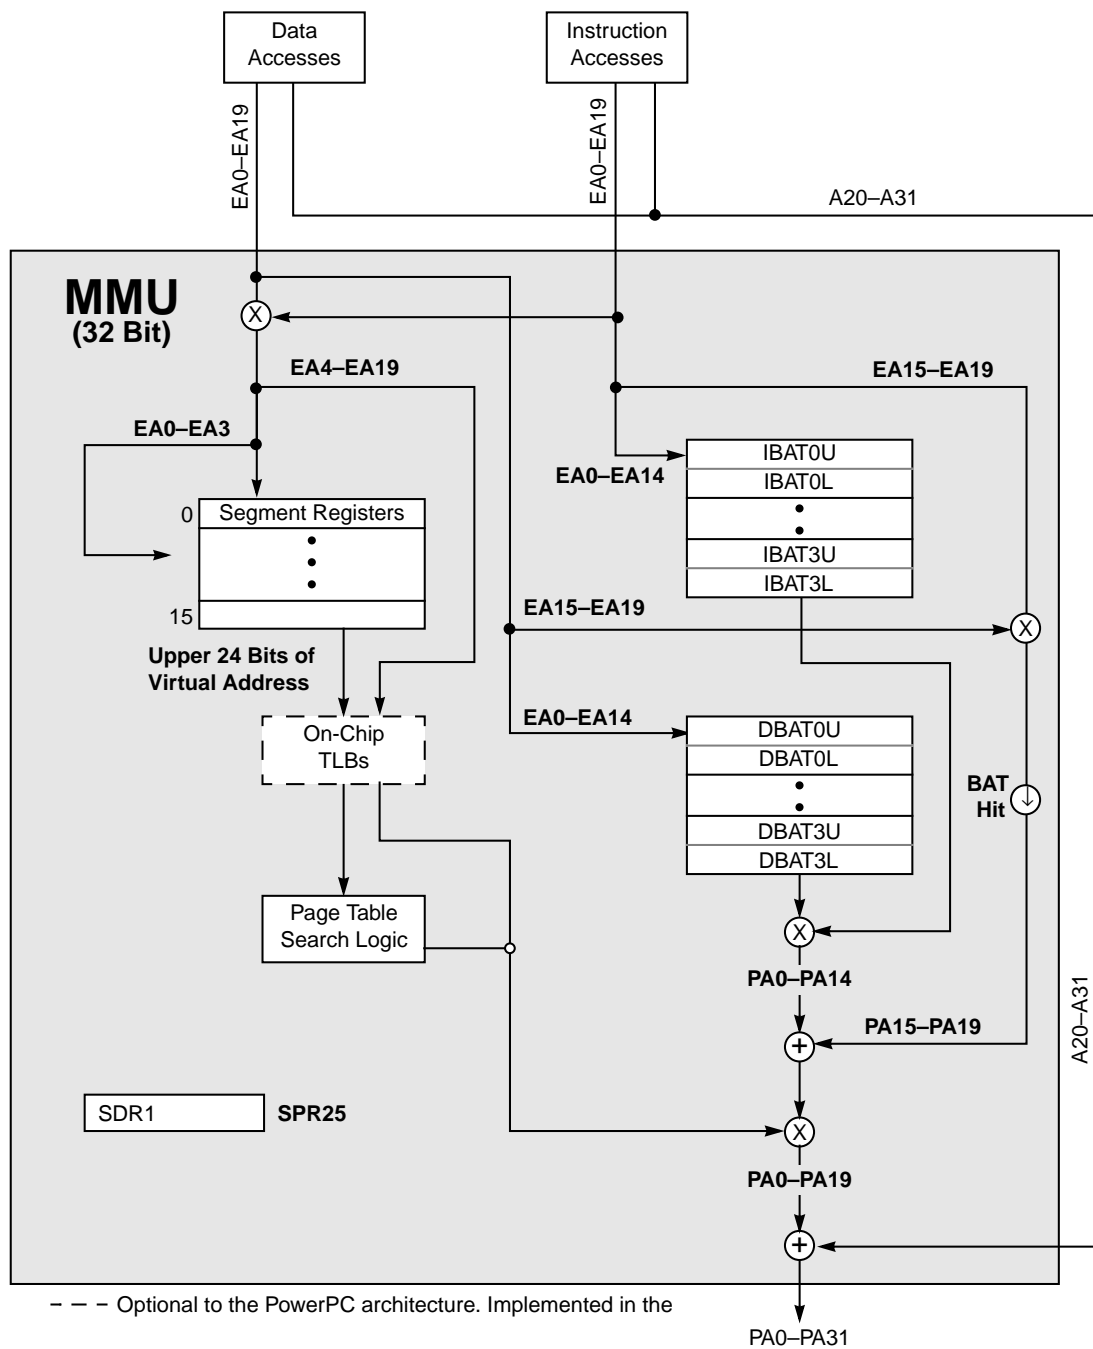 Data
Accesses
Instruction
Accesses
EA0–EA19
EA0–EA19
A20–A31
MMU
(32 Bit)
X
EA4–EA19
EA15–EA19
EA0–EA3
EA0–EA14
IBAT0U
IBAT0L
IBAT3U
IBAT3L
0
Segment Registers
15
EA15–EA19
X
Upper 24 Bits of
Virtual Address
EA0–EA14
On-Chip
TLBs
DBAT0U
DBAT0L
DBAT3U
DBAT3L
BAT
Hit
Page Table
Search Logic
X
PA0–PA14
PA15–PA19
+
A20–A31
SDR1
SPR25
X
PA0–PA19
+
– – – Optional to the PowerPC architecture. Implemented in the
PA0–PA31